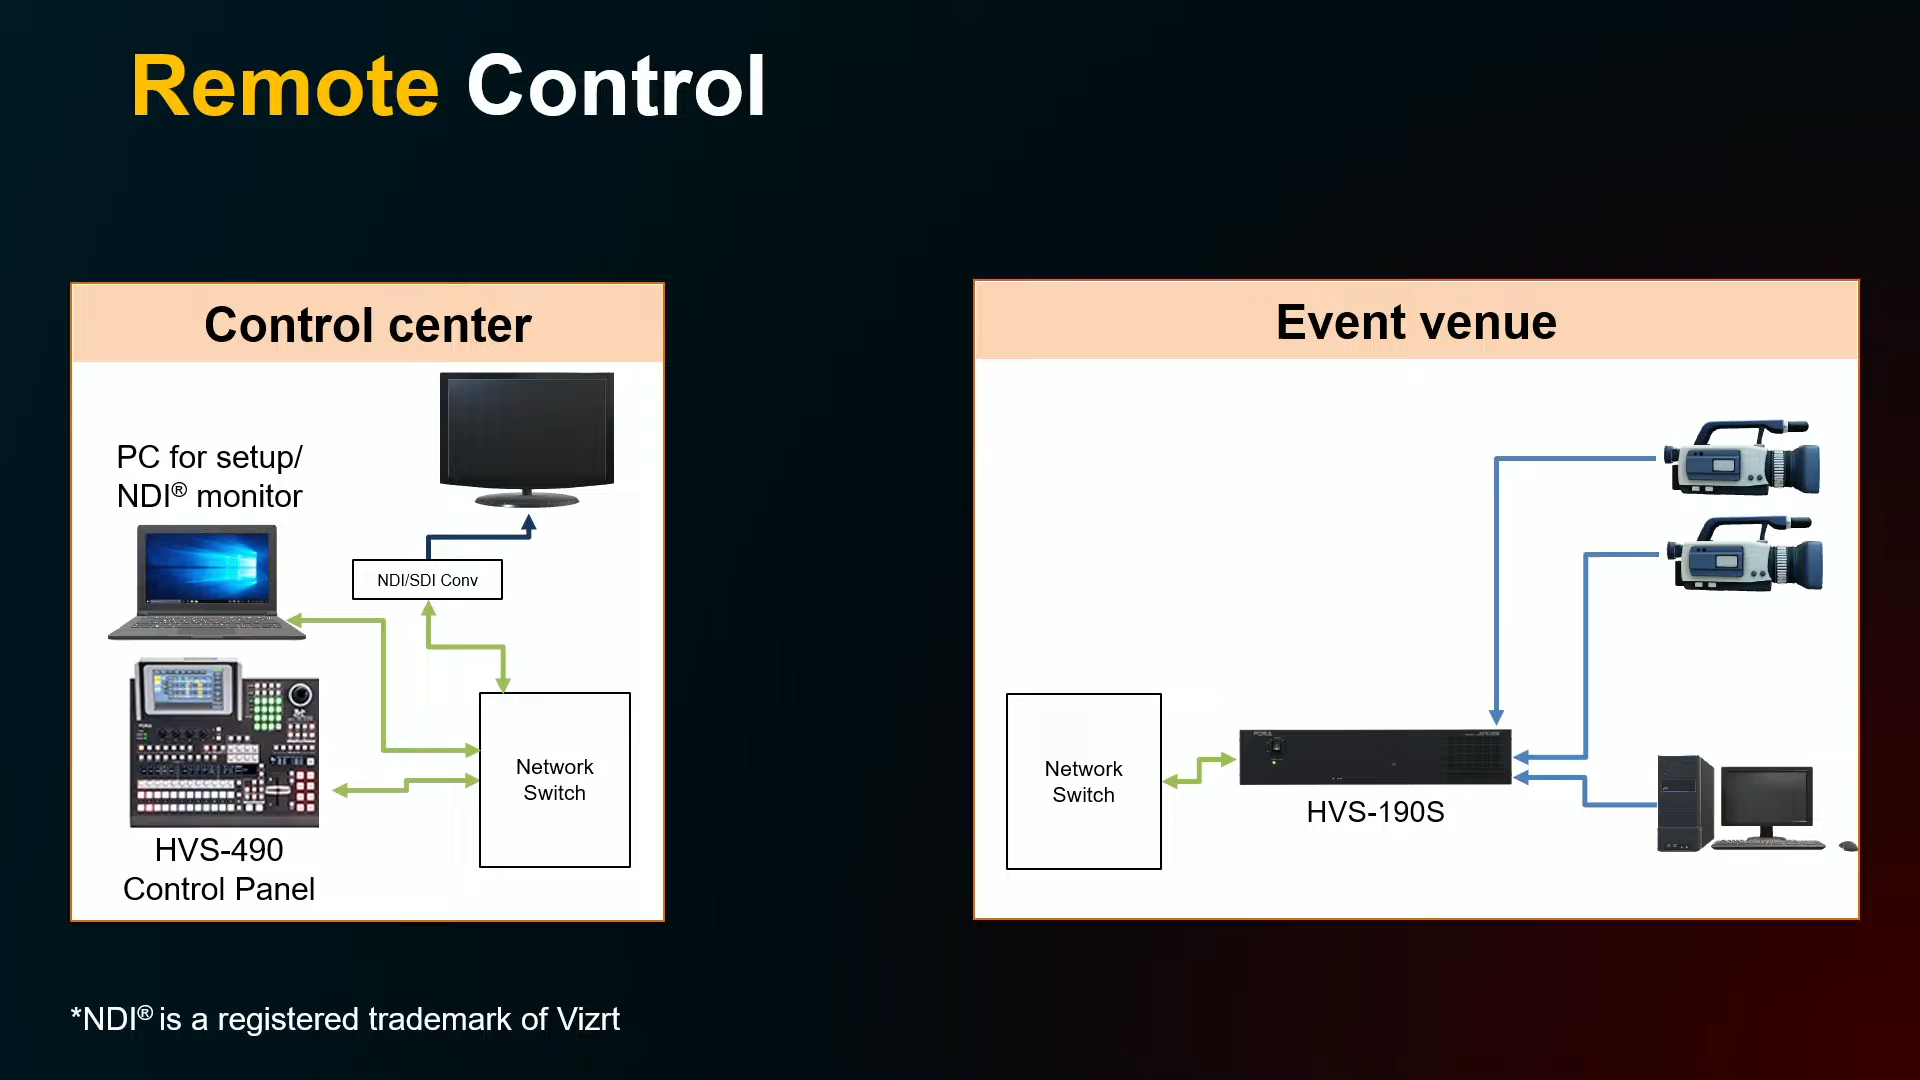 Remote Control
Control center
PC for setup/
NDI® monitor
NDI/SDI Conv
Network
Switch
HVS-490
Control Panel
Event venue
Network
Switch
FOR.A
HVS-190S
*NDI® is a registered trademark of Vizrt